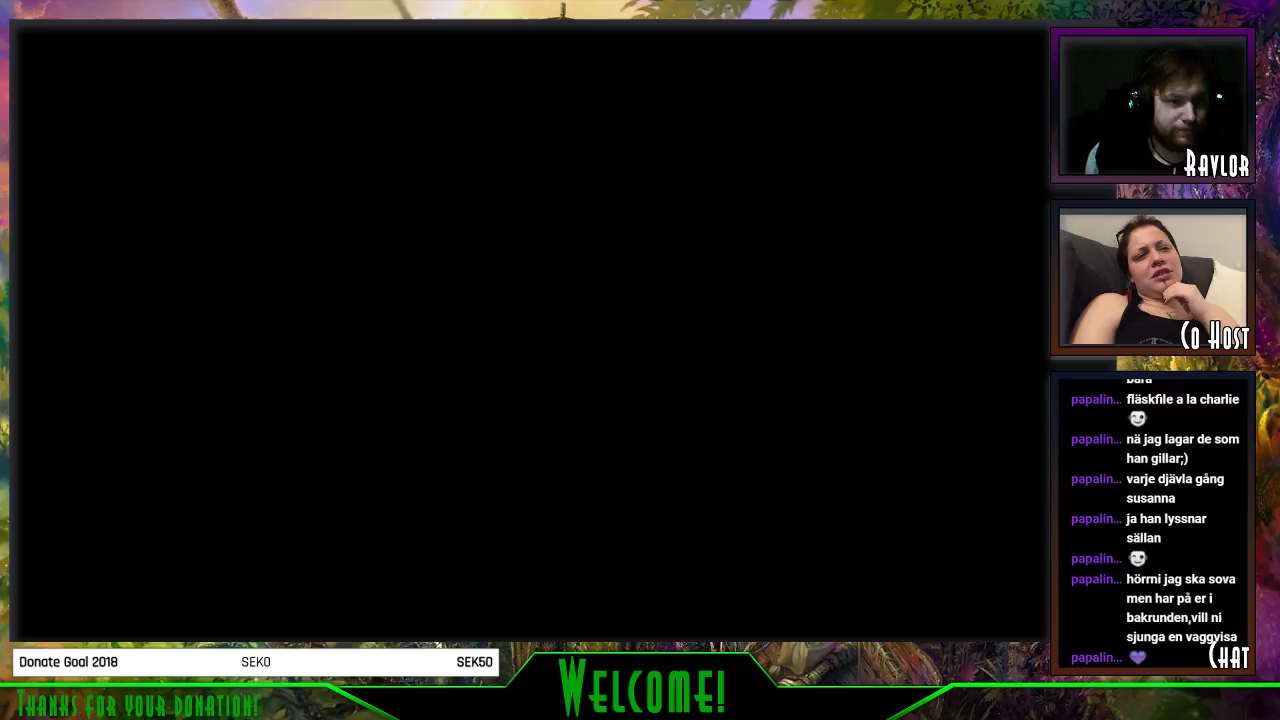 Ravlor
Co Host
bara
papalin... fläskfile a la charlie
papalin... nä jag lagar de som
han gillar;)
papalin... varje djävla gång
susanna
papalin... ja han lyssnar
sällan
papalin...
papalin... hörrni jag ska sova
men har på er i
bakrunden,vill ni
sjunga en vaggvisa
papalin... 💜
Chat
Donate Goal 2018 SEK0 SEK50
Welcome!
Thanks for your donation!